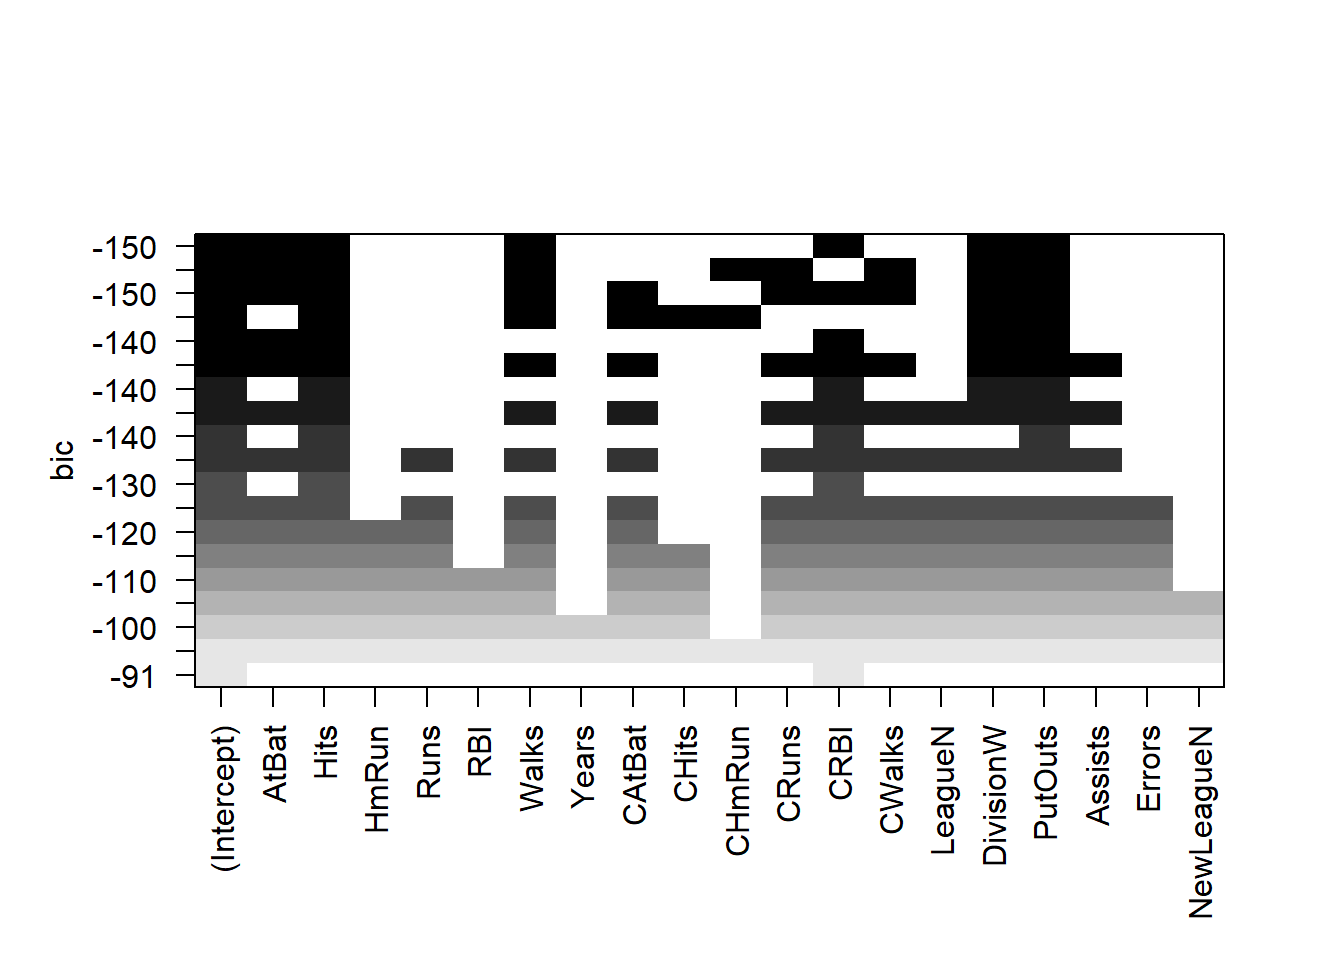 -150
-150
-140
-140
-140
-130
-120
-110
-100
-91
bic
(Intercept)
AtBat
Hits
HmRun
Runs
RBI
Walks
Years
CAtBat
CHits
CHmRun
CRuns
CRBI
CWalks
LeagueN
DivisionW
PutOuts
Assists
Errors
NewLeagueN